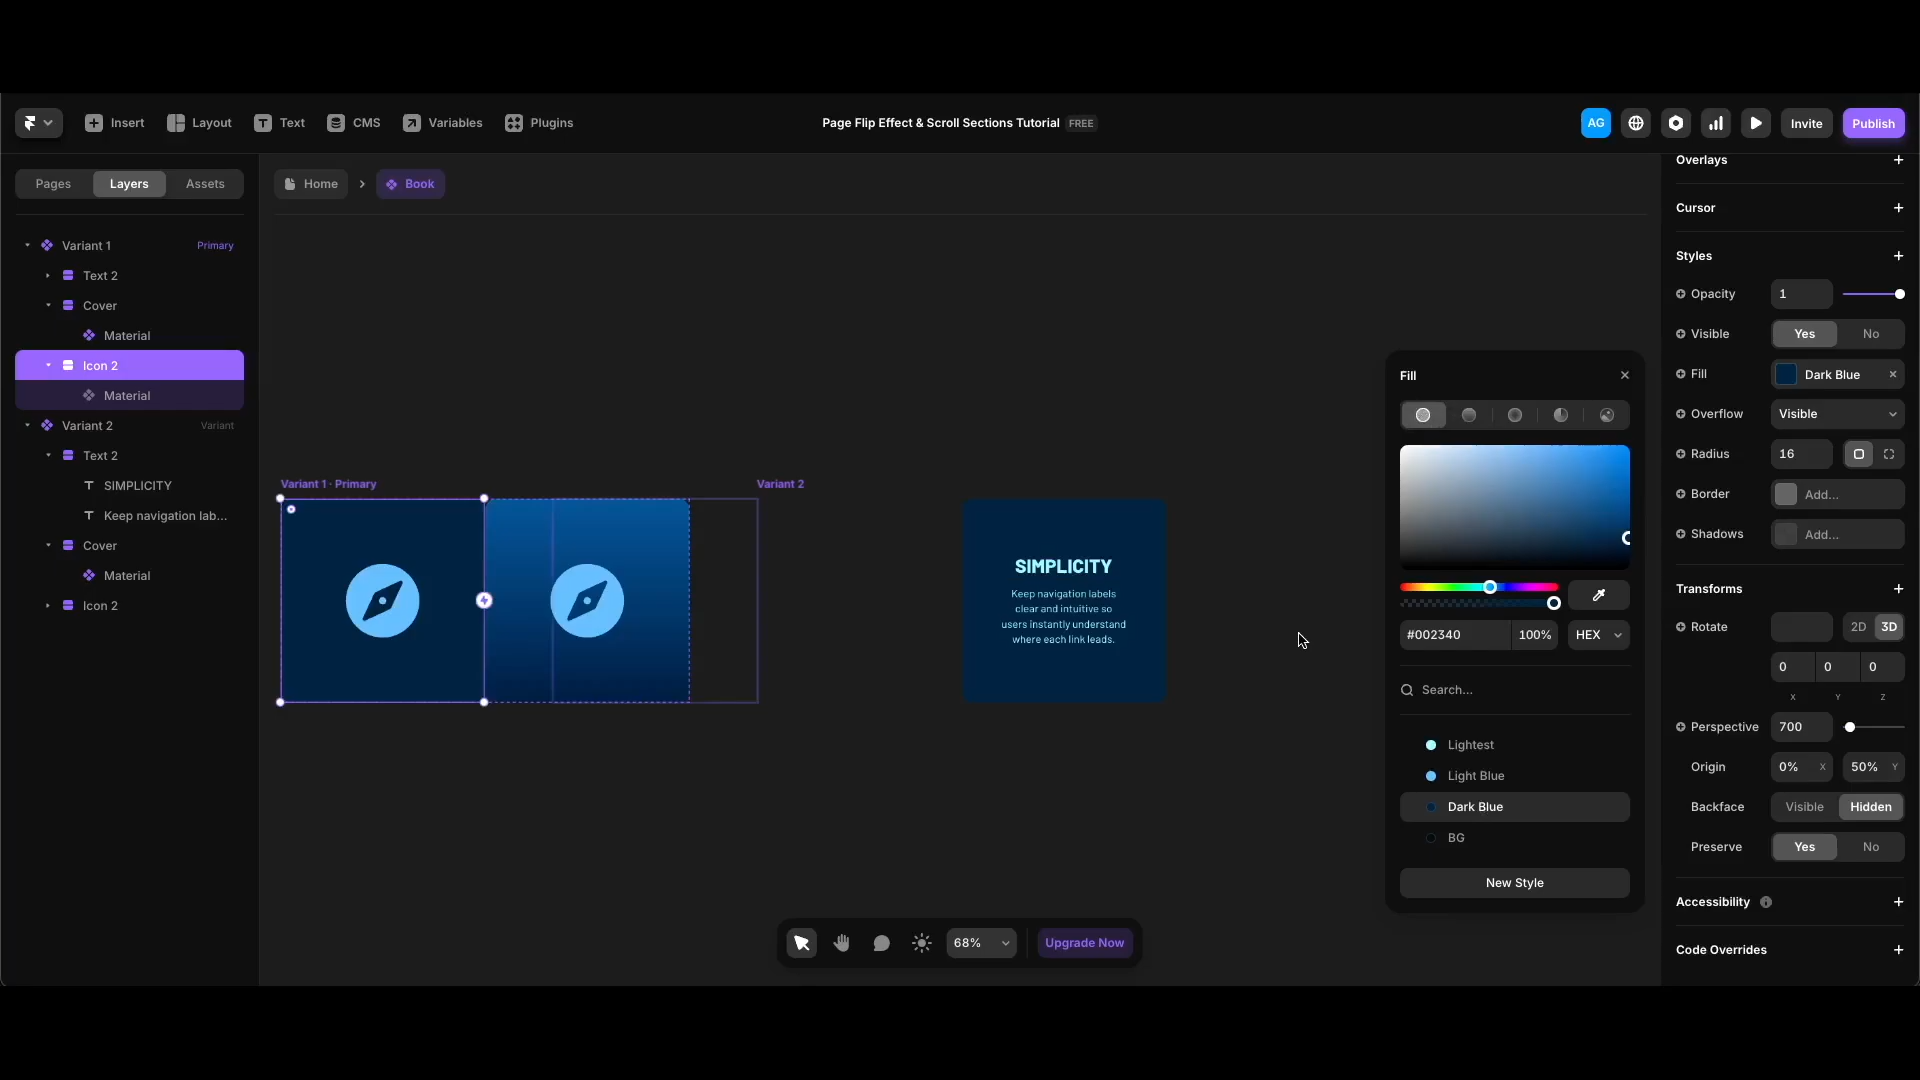 Insert
Layout
Text
CMS
Variables
Plugins
Page Flip Effect & Scroll Sections Tutorial FREE
AG
Invite
Publish
Pages
Layers
Assets
Variant 1
Primary
Text 2
Cover
Material
Icon 2
Material
Variant 2
Variant
Text 2
SIMPLICITY
Keep navigation lab...
Cover
Material
Icon 2
Home
Book
Variant 1 · Primary
Variant 2
SIMPLICITY
Keep navigation labels
clear and intuitive so
users instantly understand
where each link leads.
68%
Upgrade Now
Fill
#002340
100%
HEX
Search...
Lightest
Light Blue
Dark Blue
BG
New Style
Overlays
Cursor
Styles
Opacity
1
Visible
Yes
No
Fill
Dark Blue
Overflow
Visible
Radius
16
Border
Add...
Shadows
Add...
Transforms
Rotate
2D
3D
0
0
0
X
Y
Z
Perspective
700
Origin
0% X
50% Y
Backface
Visible
Hidden
Preserve
Yes
No
Accessibility
Code Overrides